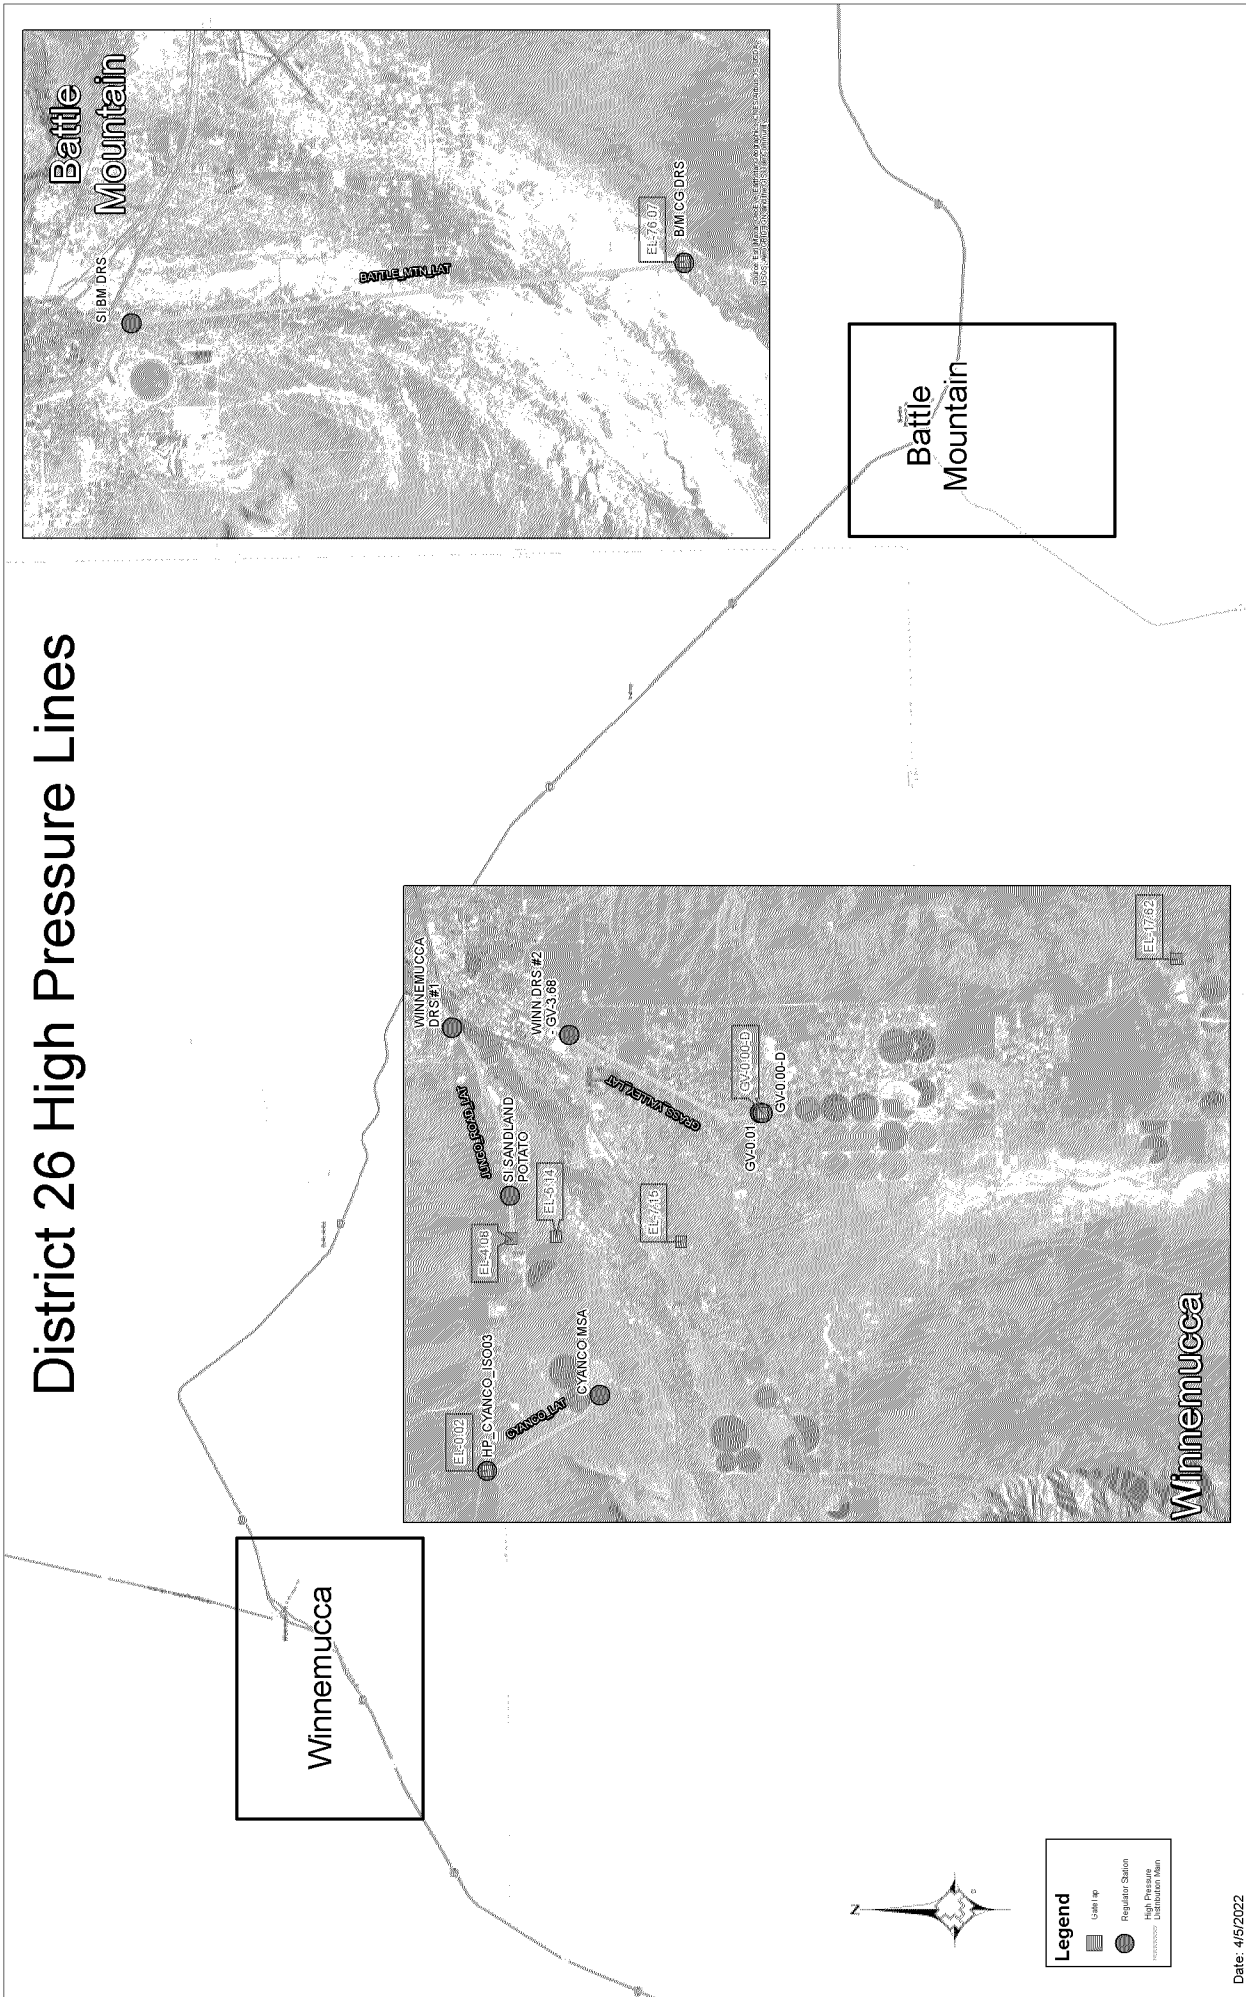 District 26 High Pressure Lines
Battle
Mountain
SI BM DRS
BATTLE_MTN_LAT
EL-76.07
B/M CG DRS
Battle
Mountain
WINNEMUCCA
DRS #1
WINN DRS #2
- GV-3.68
JUNGO_ROAD_LAT
SI SANDLAND
POTATO
GRASS_VALLEY_LAT
GV-0.00-D
GV-0.01
GV-0.00-D
EL-17.62
EL-4.08
EL-5.14
EL-7.15
EL-0.02
HP_CYANCO_ISO03
CYANCO_LAT
CYANCO MSA
Winnemucca
Winnemucca
N
Legend
Gate Tap
Regulator Station
High Pressure
Distribution Main
Date: 4/5/2022